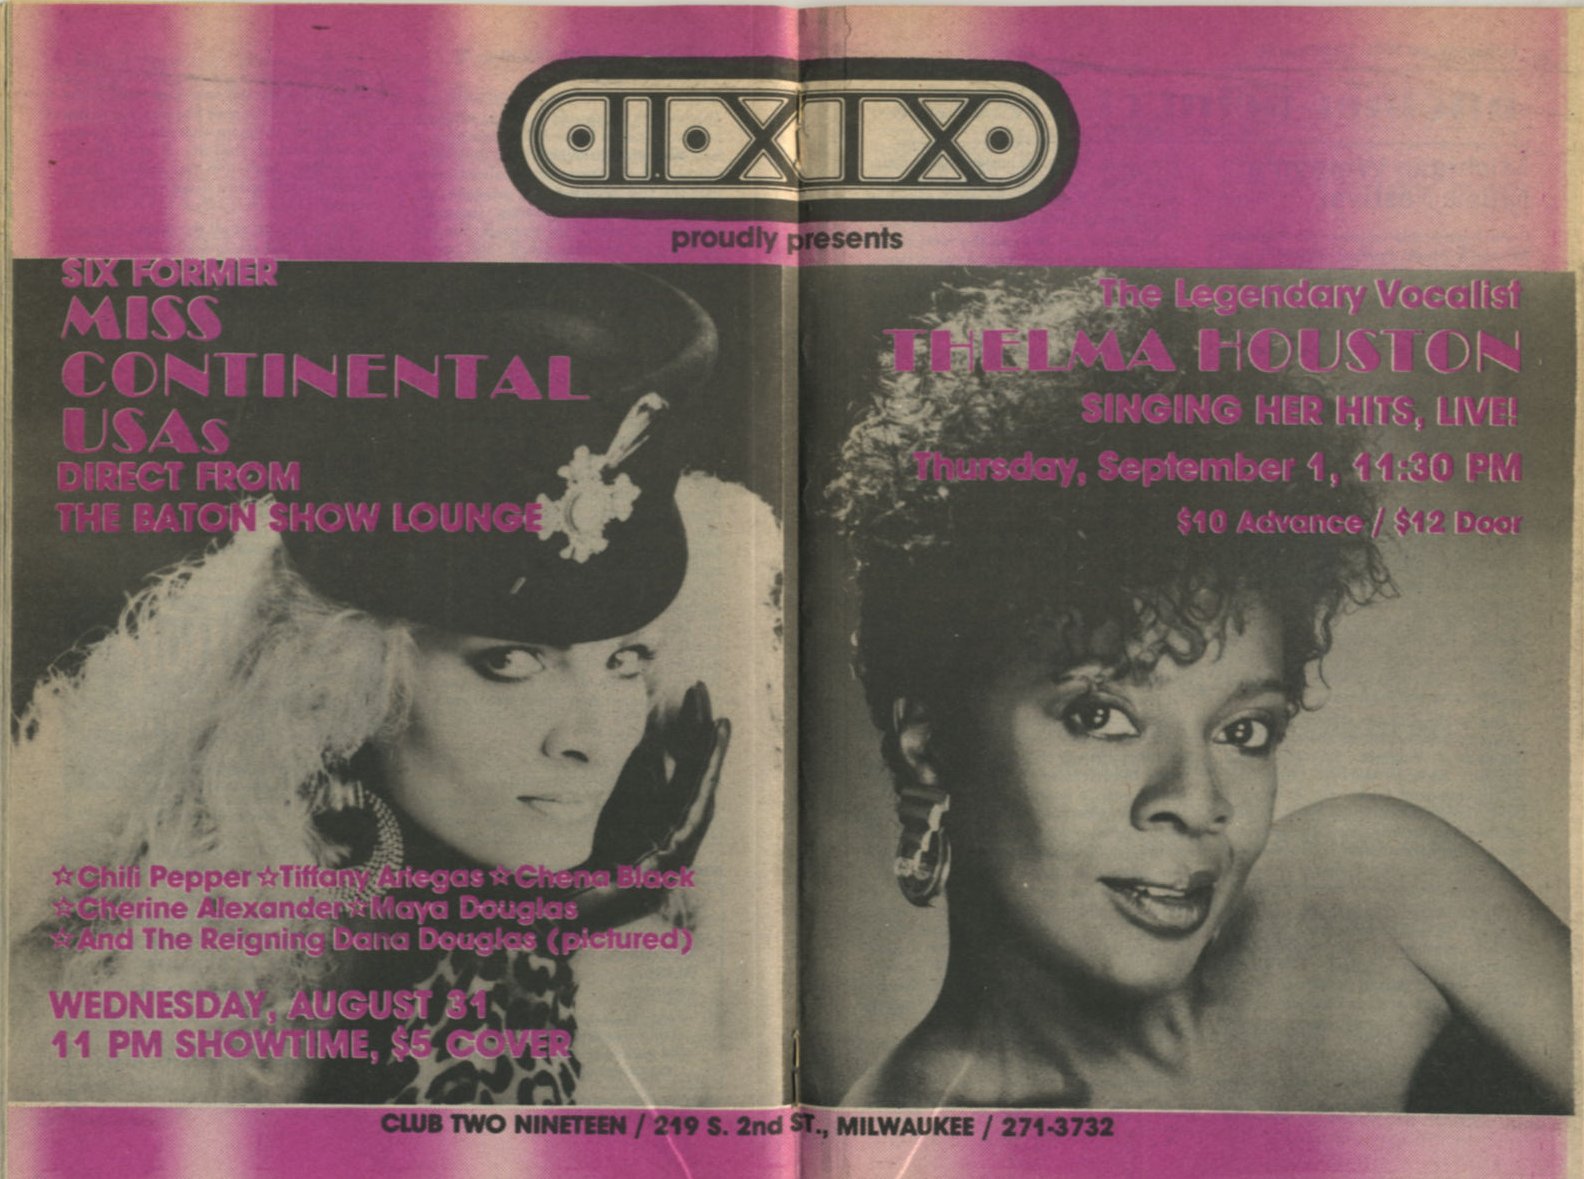 proudly presents
SIX FORMER
MISS
CONTINENTAL
USAs
DIRECT FROM
THE BATON SHOW LOUNGE
☆Chili Pepper ☆Tiffany Ariegas ☆Chena Black
☆Cherine Alexander ☆Maya Douglas
☆And The Reigning Dana Douglas (pictured)
WEDNESDAY, AUGUST 31
11 PM SHOWTIME, $5 COVER
The Legendary Vocalist
THELMA HOUSTON
SINGING HER HITS, LIVE!
Thursday, September 1, 11:30 PM
$10 Advance / $12 Door
CLUB TWO NINETEEN / 219 S. 2nd ST., MILWAUKEE / 271-3732